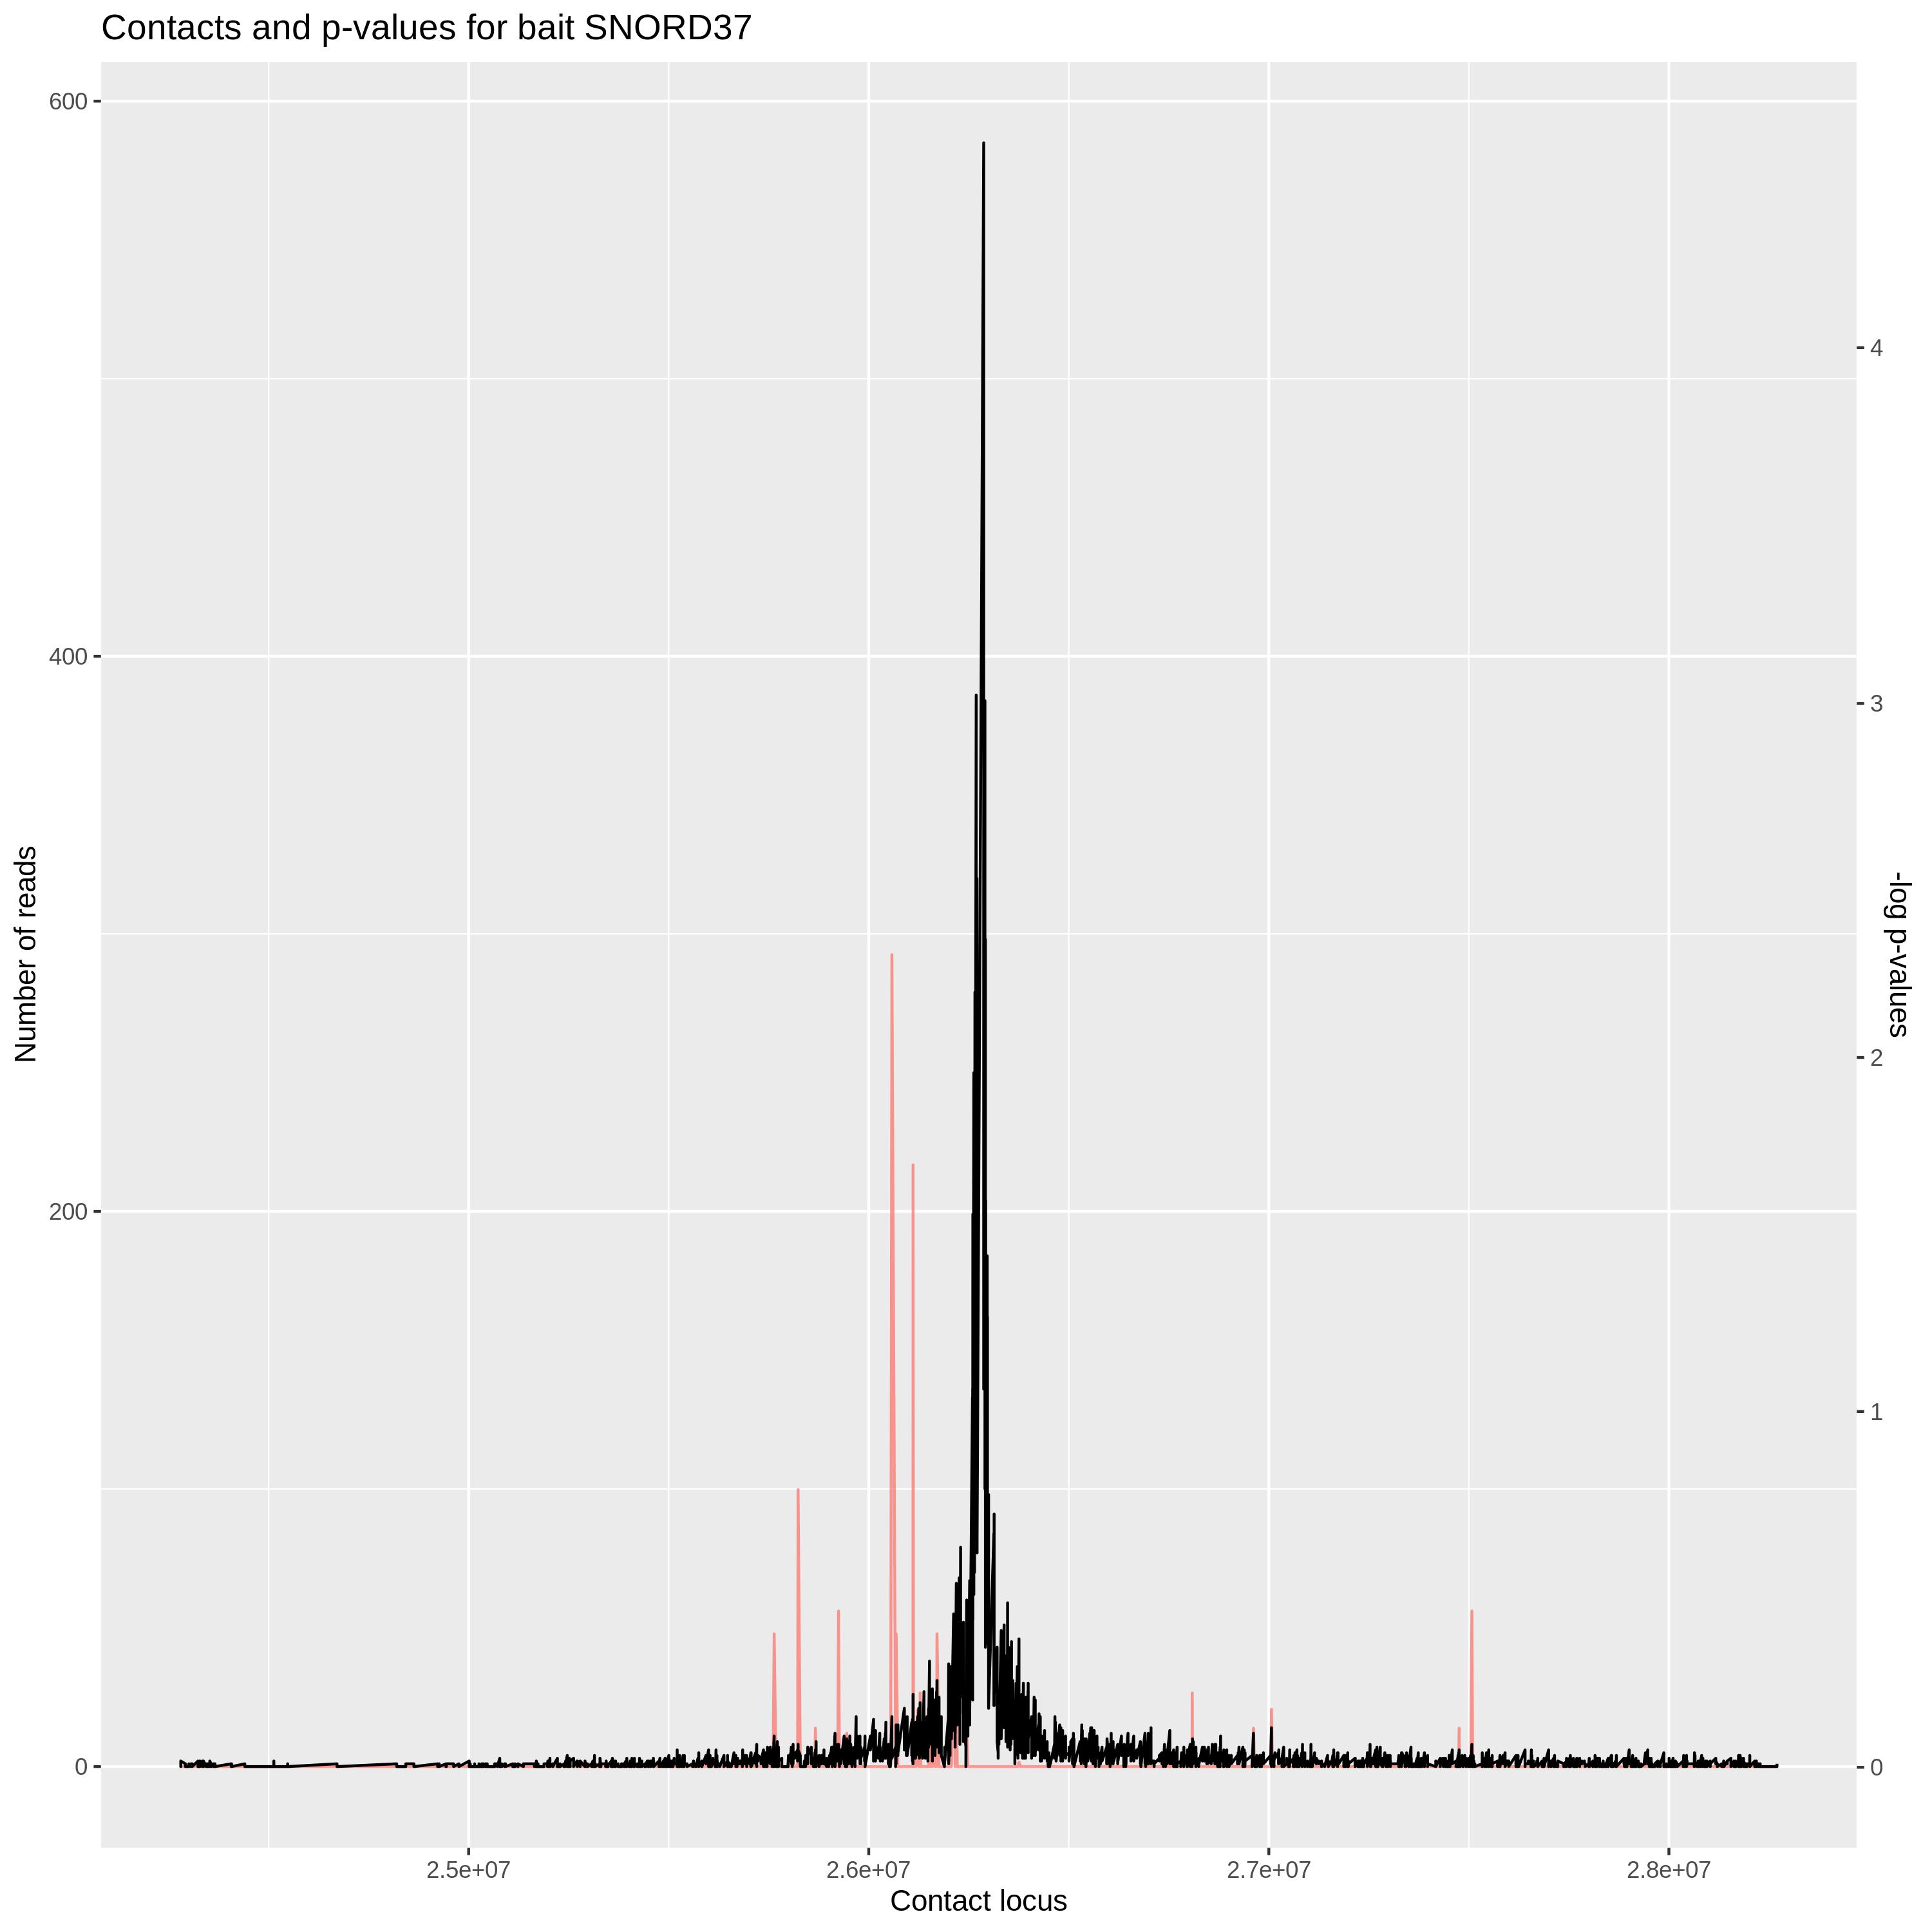 Contacts and p-values for bait SNORD37
600
400
200
0
Number of reads
4
3
2
1
0
-log p-values
2.5e+07
2.6e+07
2.7e+07
2.8e+07
Contact locus